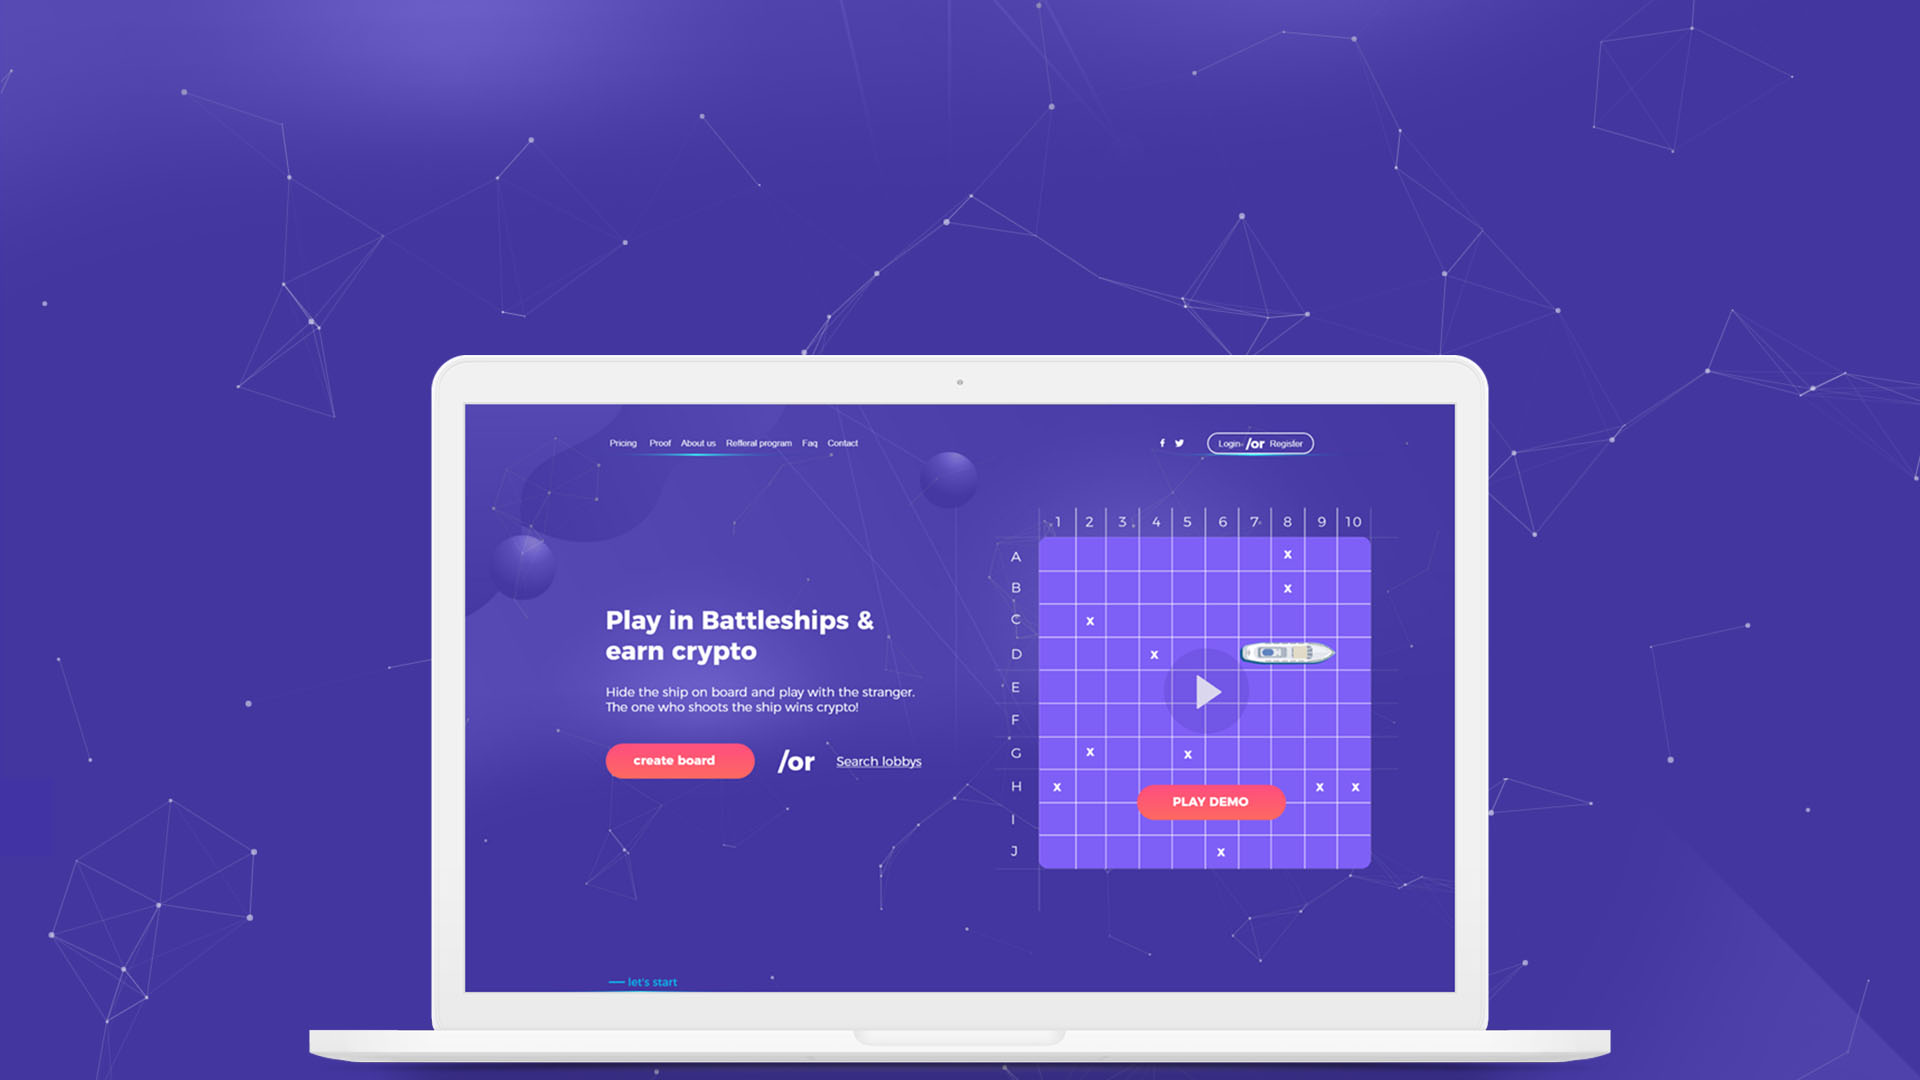 Pricing Proof About us Refferal program Faq Contact
Login /or Register
1 2 3 4 5 6 7 8 9 10
A x
B x
C x
D x
E
F
G x x
H x x x
I
J x
Play in Battleships &
earn crypto
Hide the ship on board and play with the stranger.
The one who shoots the ship wins crypto!
create board /or Search lobbys
PLAY DEMO
let's start